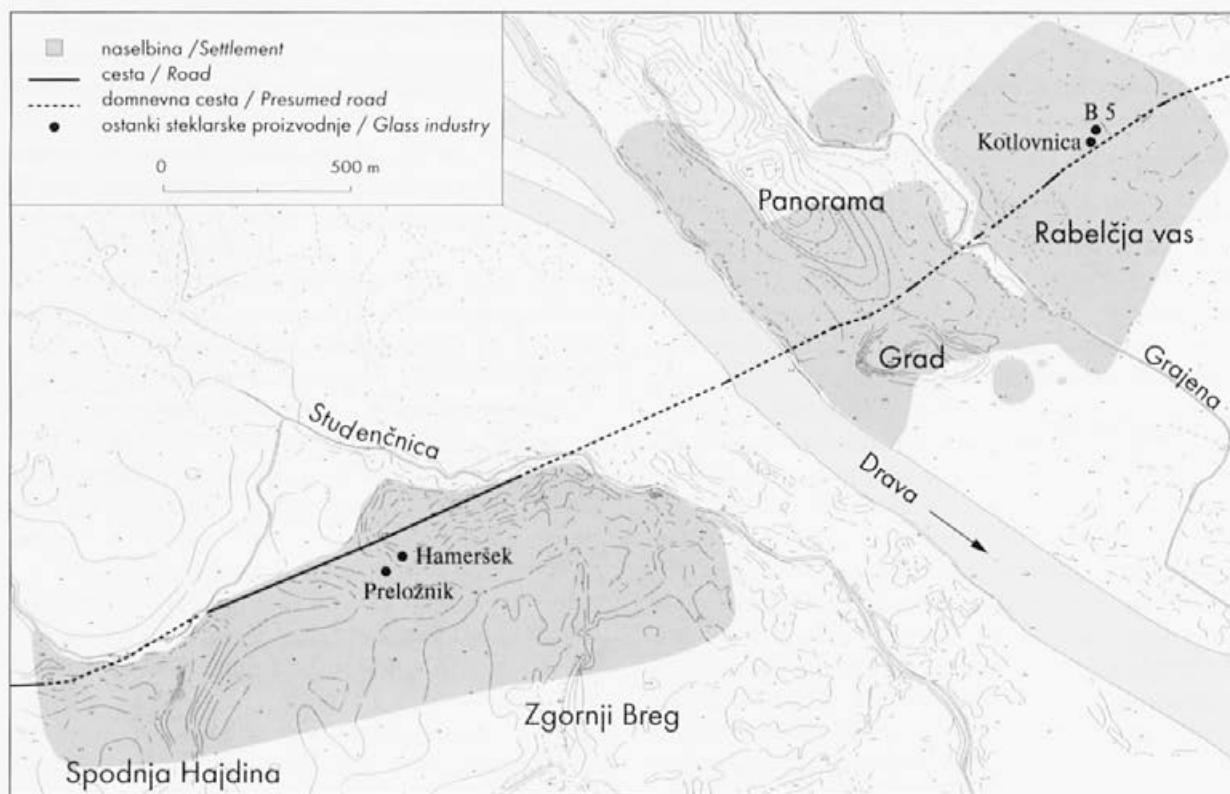 naselbina / Settlement
cesta / Road
domnevna cesta / Presumed road
ostanki steklarske proizvodnje / Glass industry
0 500 m
B 5
Kotlovnica
Panorama
Rabelčja vas
Grad
Grajena
Studenčnica
Drava
Hameršek
Preložnik
Zgornji Breg
Spodnja Hajdina